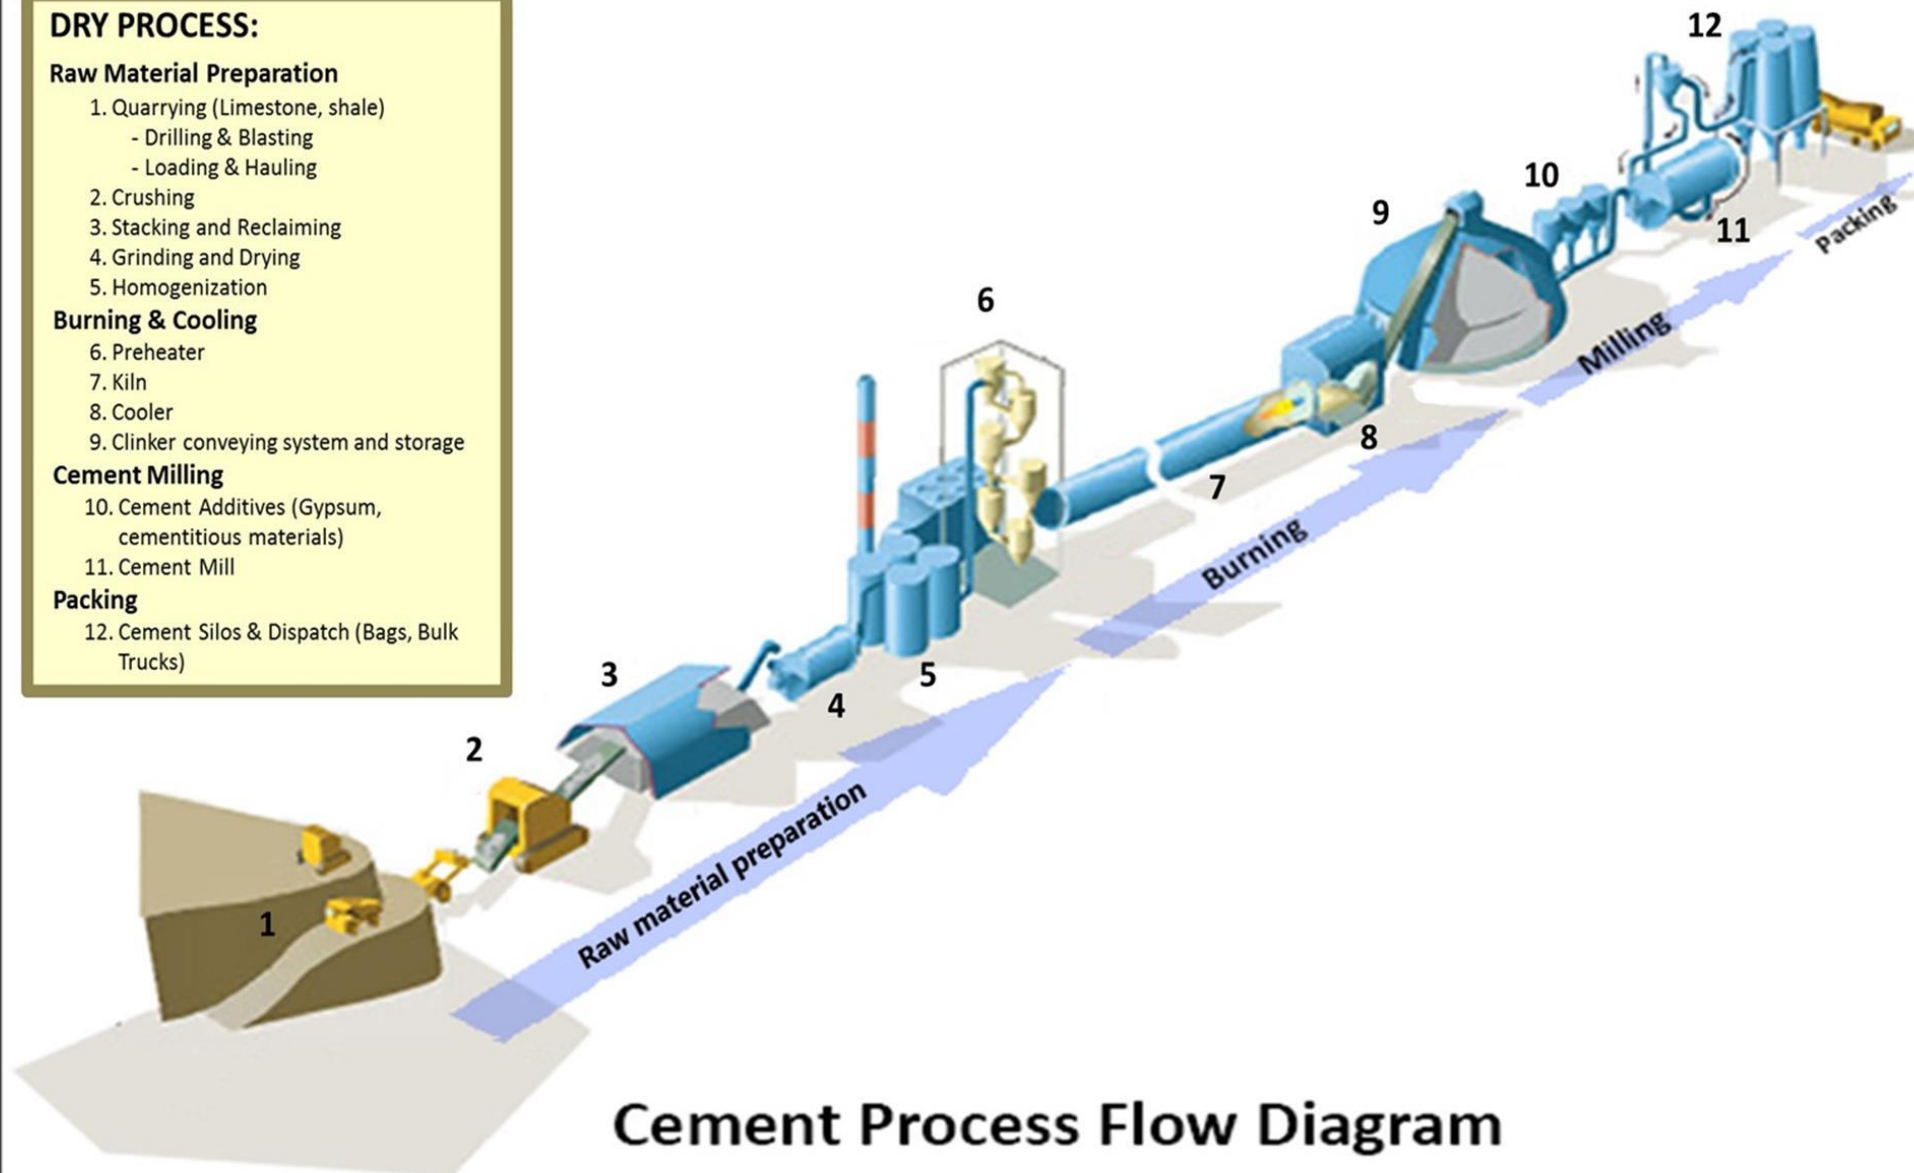 DRY PROCESS:
Raw Material Preparation
1. Quarrying (Limestone, shale)
- Drilling & Blasting
- Loading & Hauling
2. Crushing
3. Stacking and Reclaiming
4. Grinding and Drying
5. Homogenization
Burning & Cooling
6. Preheater
7. Kiln
8. Cooler
9. Clinker conveying system and storage
Cement Milling
10. Cement Additives (Gypsum,
cementitious materials)
11. Cement Mill
Packing
12. Cement Silos & Dispatch (Bags, Bulk
Trucks)
1
2
3
4
5
6
7
8
9
10
11
12
Raw material preparation
Burning
Milling
Packing
Cement Process Flow Diagram